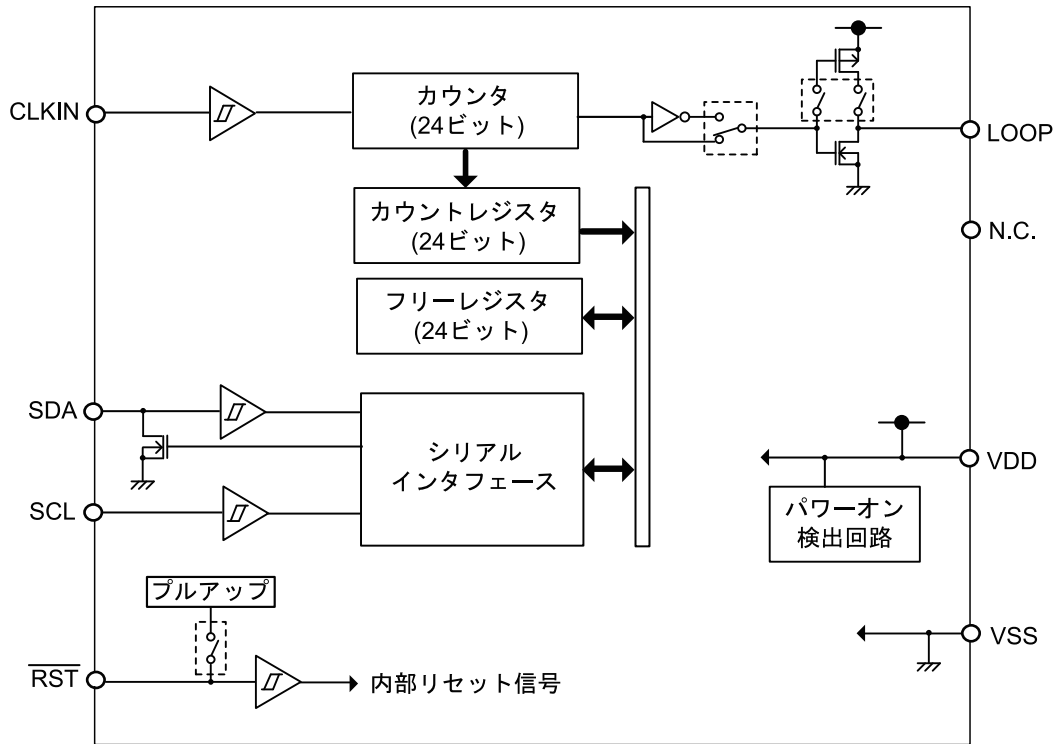 CLKIN
カウンタ
(24ビット)
LOOP
カウントレジスタ
(24ビット)
N.C.
フリーレジスタ
(24ビット)
SDA
シリアル
インタフェース
VDD
SCL
パワーオン
検出回路
プルアップ
VSS
RST
内部リセット信号